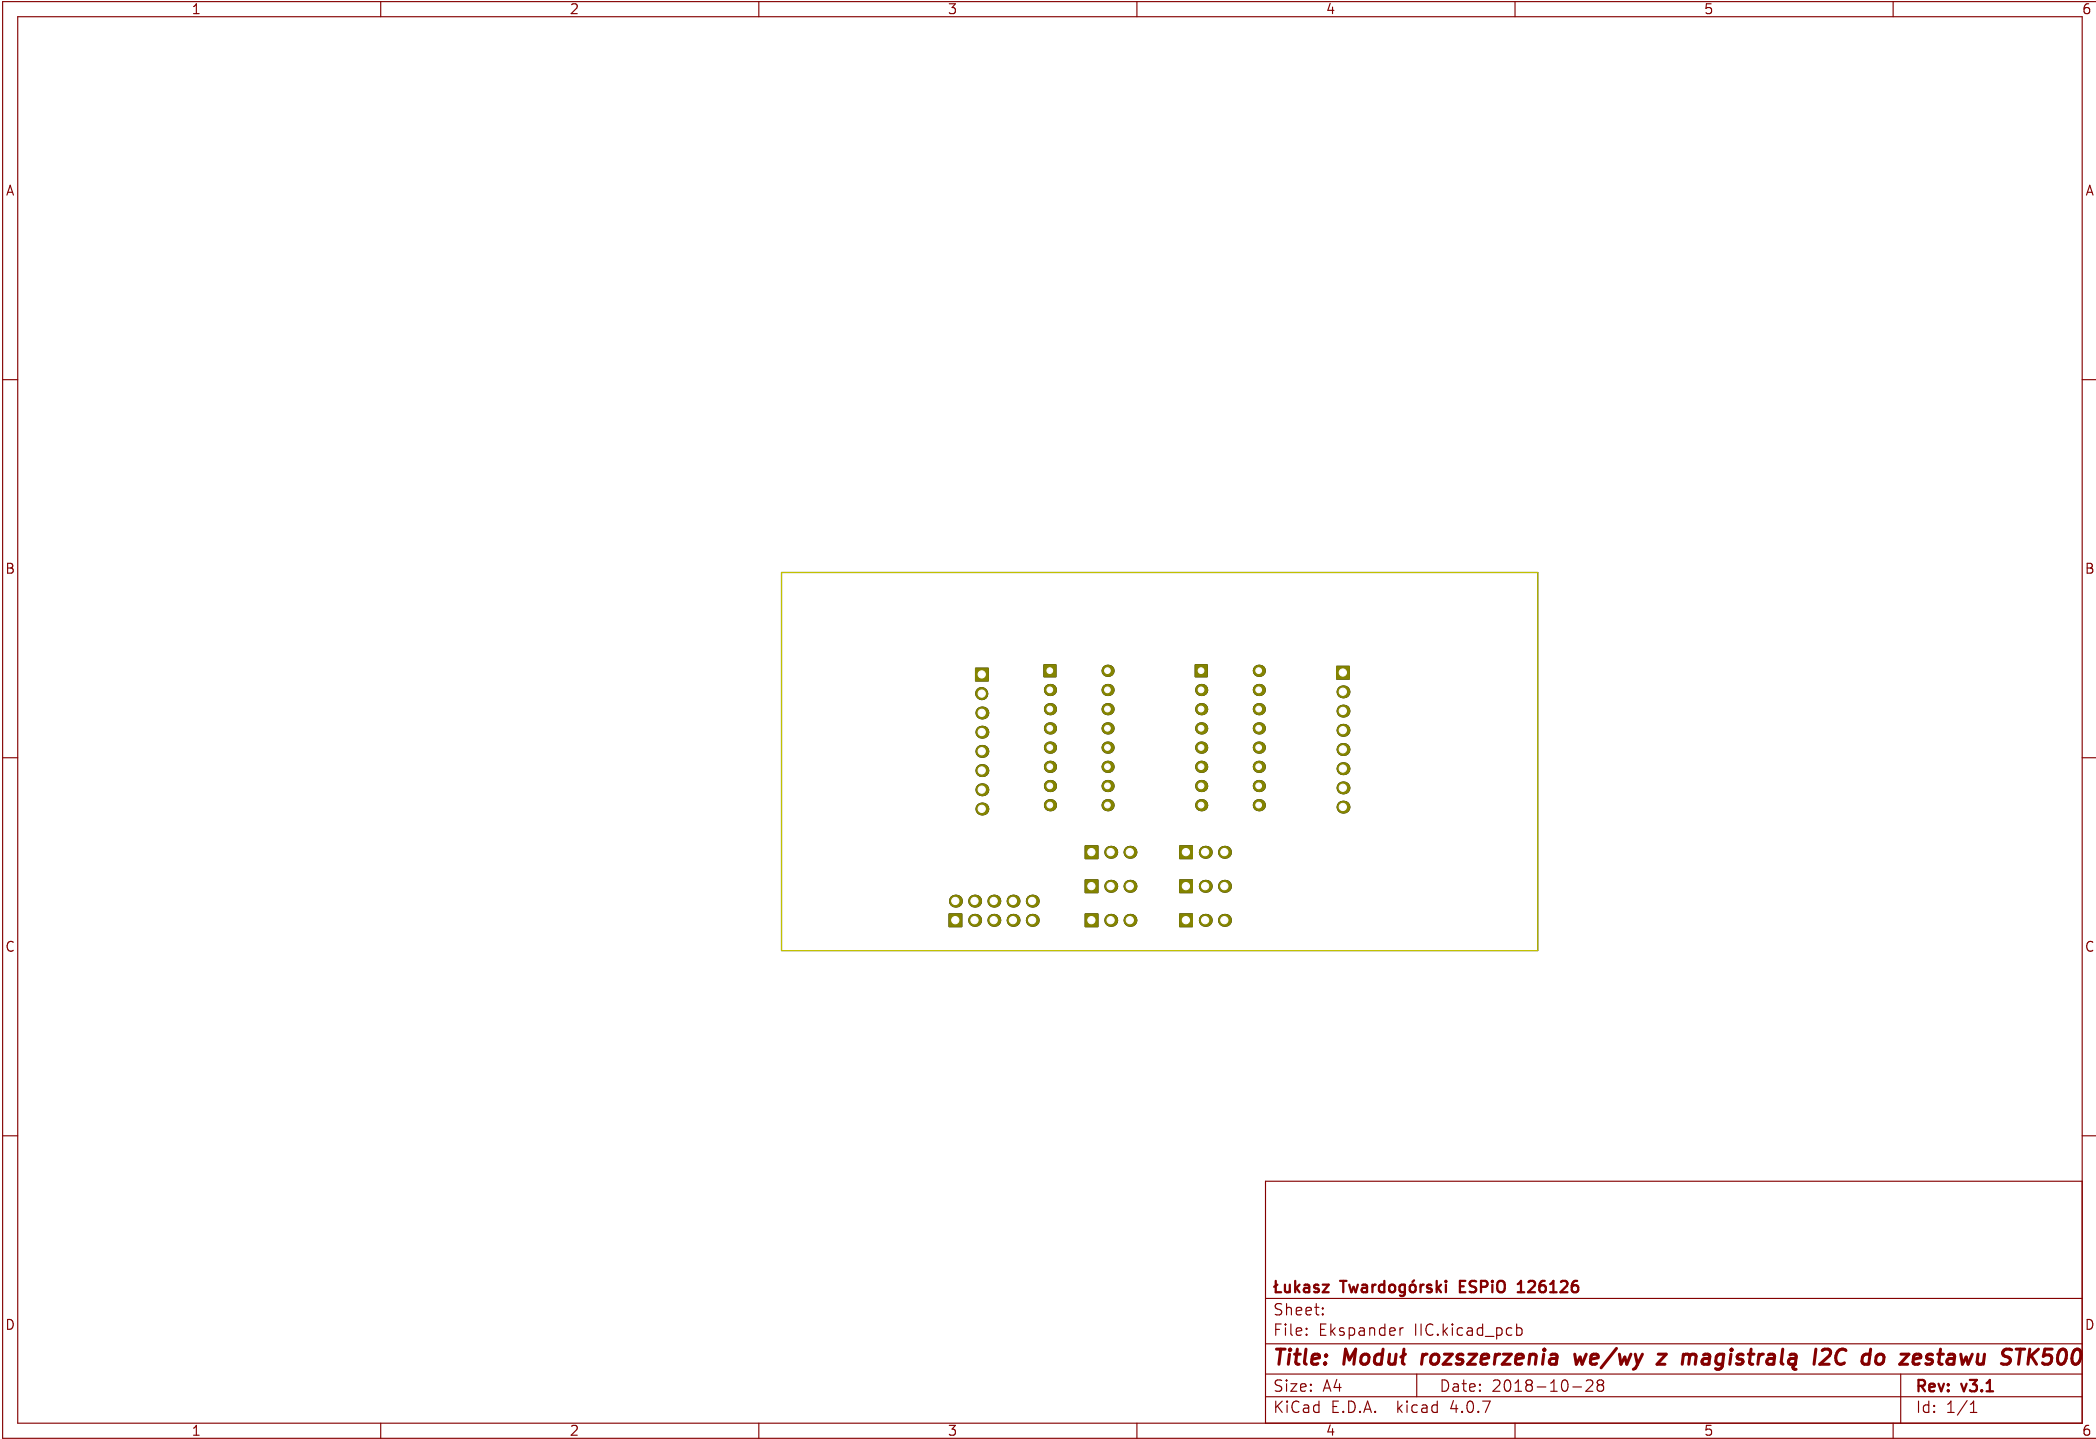 1 2 3 4 5 6
A A
B B
C C
D D
Łukasz Twardogórski ESPiO 126126
Sheet:
File: Ekspander IIC.kicad_pcb
Title: Moduł rozszerzenia we/wy z magistralą I2C do zestawu STK500
Size: A4 Date: 2018-10-28 Rev: v3.1
KiCad E.D.A. kicad 4.0.7 Id: 1/1
1 2 3 4 5 6